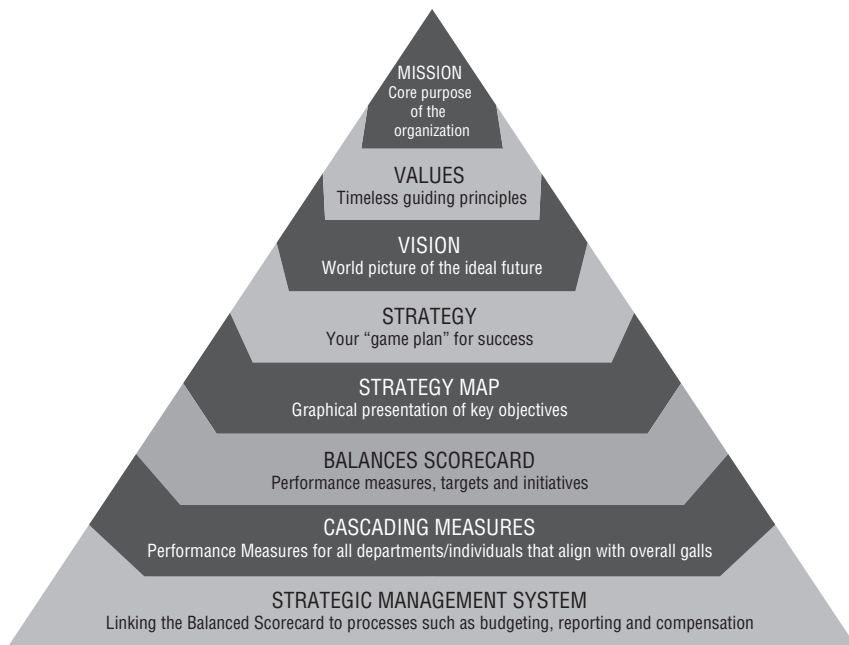 MISSION
Core purpose
of the
organization
VALUES
Timeless guiding principles
VISION
World picture of the ideal future
STRATEGY
Your “game plan” for success
STRATEGY MAP
Graphical presentation of key objectives
BALANCES SCORECARD
Performance measures, targets and initiatives
CASCADING MEASURES
Performance Measures for all departments/individuals that align with overall galls
STRATEGIC MANAGEMENT SYSTEM
Linking the Balanced Scorecard to processes such as budgeting, reporting and compensation